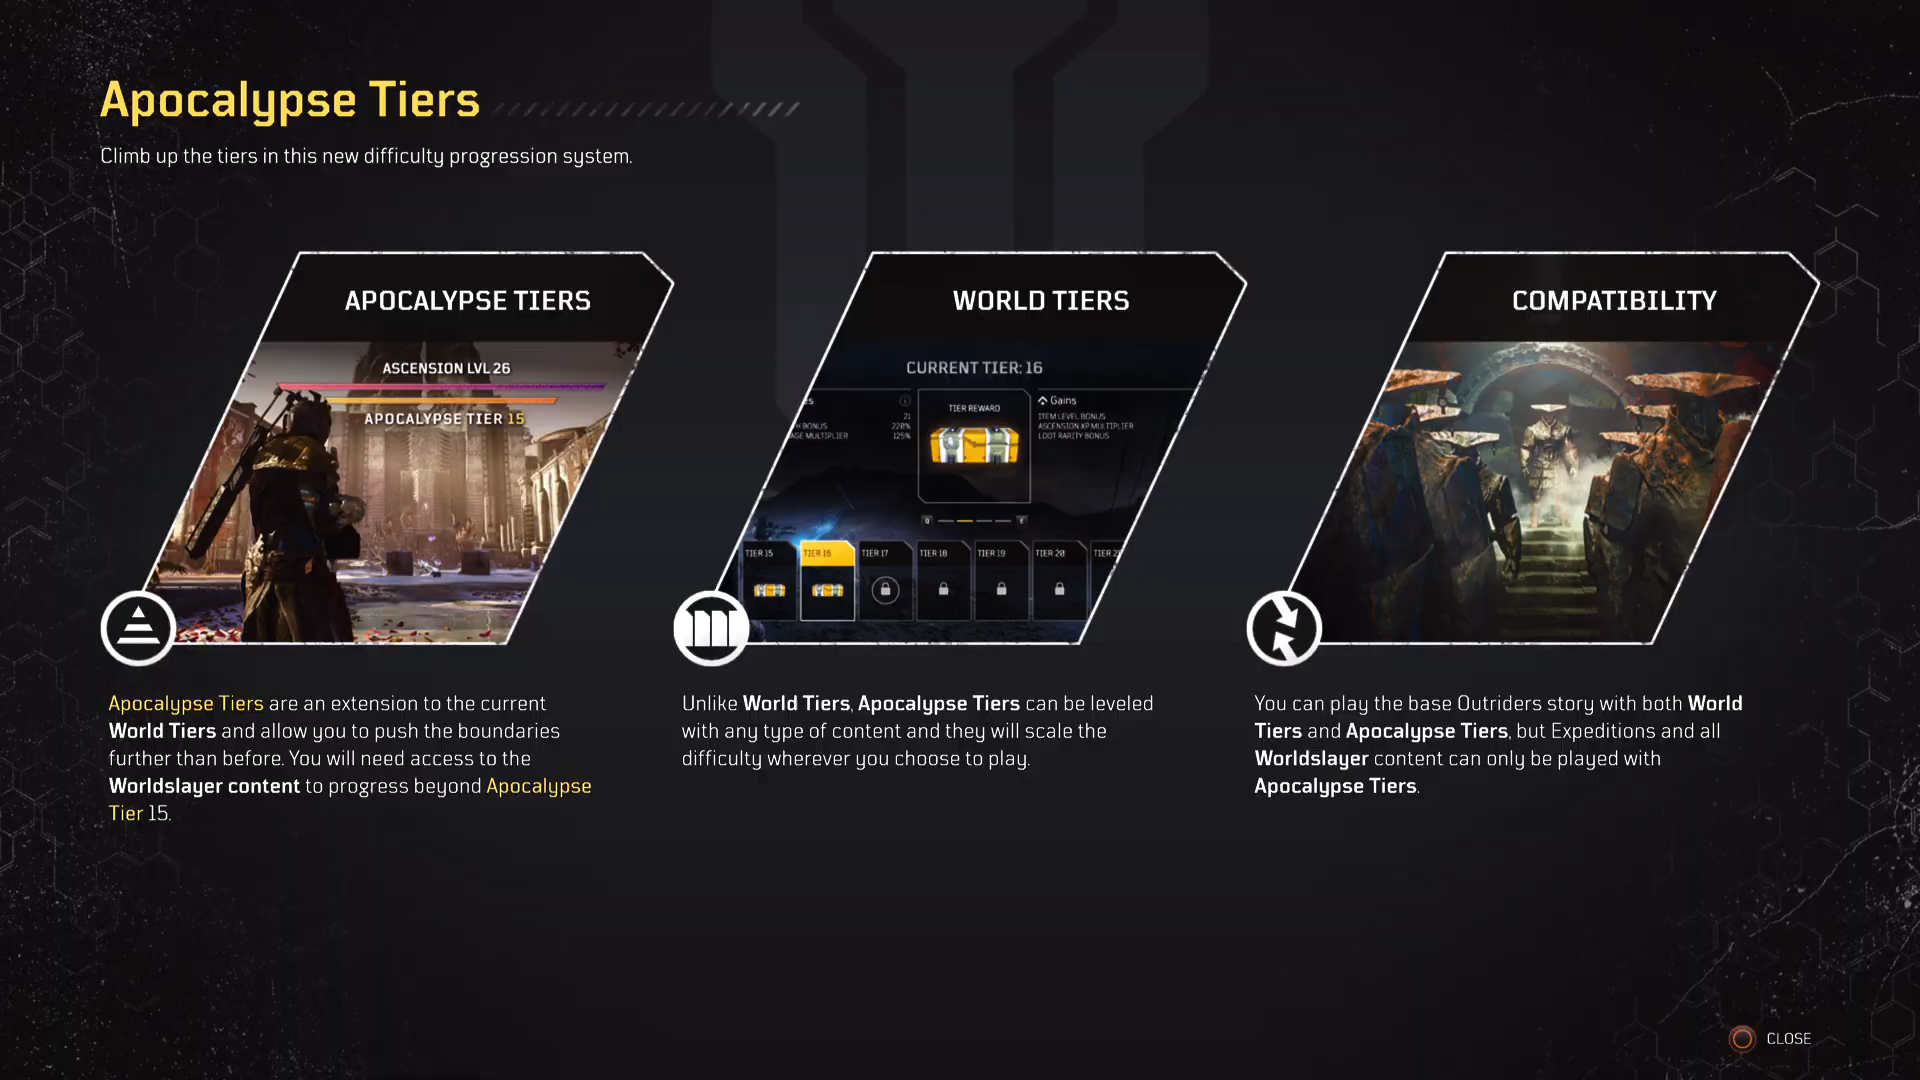 Apocalypse Tiers
Climb up the tiers in this new difficulty progression system.
APOCALYPSE TIERS
ASCENSION LVL 26
APOCALYPSE TIER 15
Apocalypse Tiers are an extension to the current
World Tiers and allow you to push the boundaries
further than before. You will need access to the
Worldslayer content to progress beyond Apocalypse
Tier 15.
WORLD TIERS
CURRENT TIER: 16
21
BONUS 220%
MULTIPLIER 125%
TIER REWARD
Gains
ITEM LEVEL BONUS
ASCENSION XP MULTIPLIER
LOOT RARITY BONUS
TIER 15 TIER 16 TIER 17 TIER 18 TIER 19 TIER 20 TIER
Unlike World Tiers, Apocalypse Tiers can be leveled
with any type of content and they will scale the
difficulty wherever you choose to play.
COMPATIBILITY
You can play the base Outriders story with both World
Tiers and Apocalypse Tiers, but Expeditions and all
Worldslayer content can only be played with
Apocalypse Tiers.
CLOSE